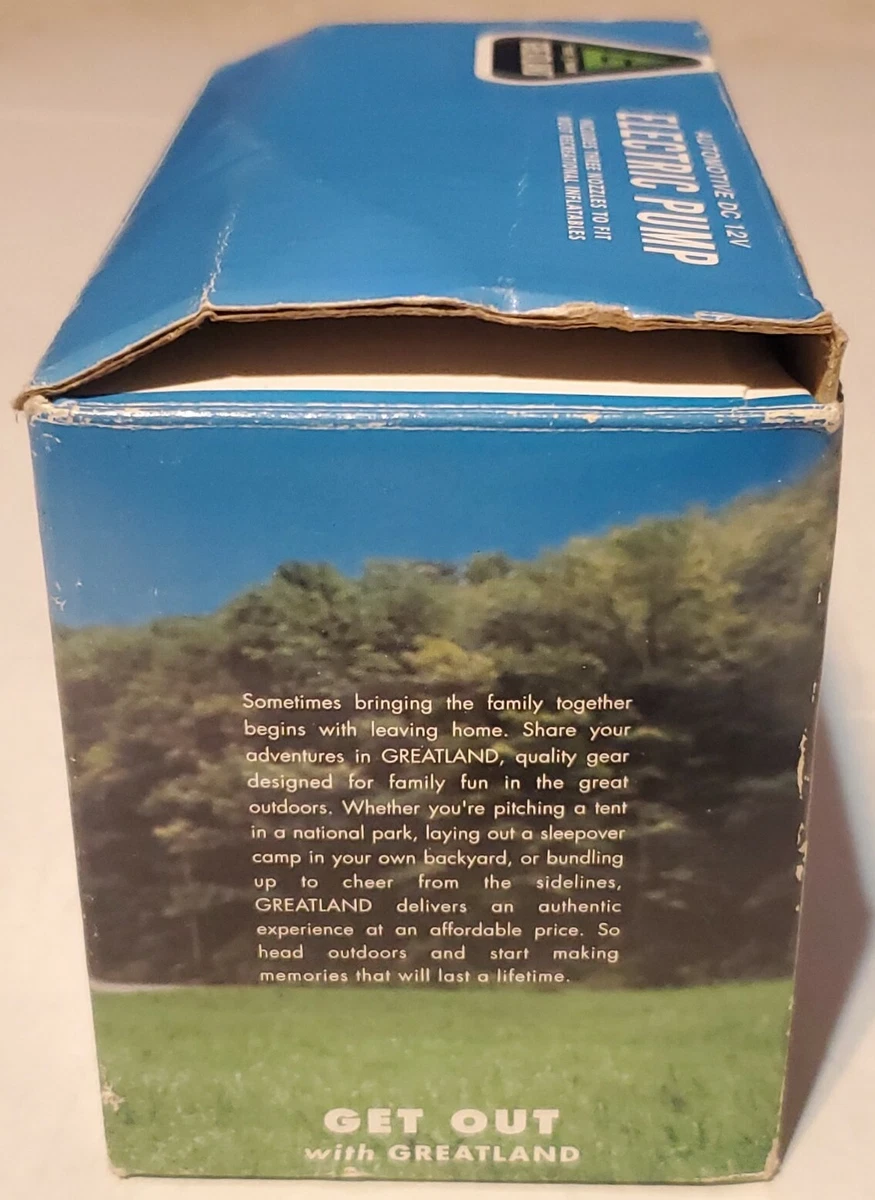 AUTOMOTIVE DC 12V
ELECTRIC PUMP
INCLUDES THREE NOZZLES TO FIT
MOST RECREATIONAL INFLATABLES
Sometimes bringing the family together
begins with leaving home. Share your
adventures in GREATLAND, quality gear
designed for family fun in the great
outdoors. Whether you're pitching a tent
in a national park, laying out a sleepover
camp in your own backyard, or bundling
up to cheer from the sidelines,
GREATLAND delivers an authentic
experience at an affordable price. So
head outdoors and start making
memories that will last a lifetime.
GET OUT
with GREATLAND